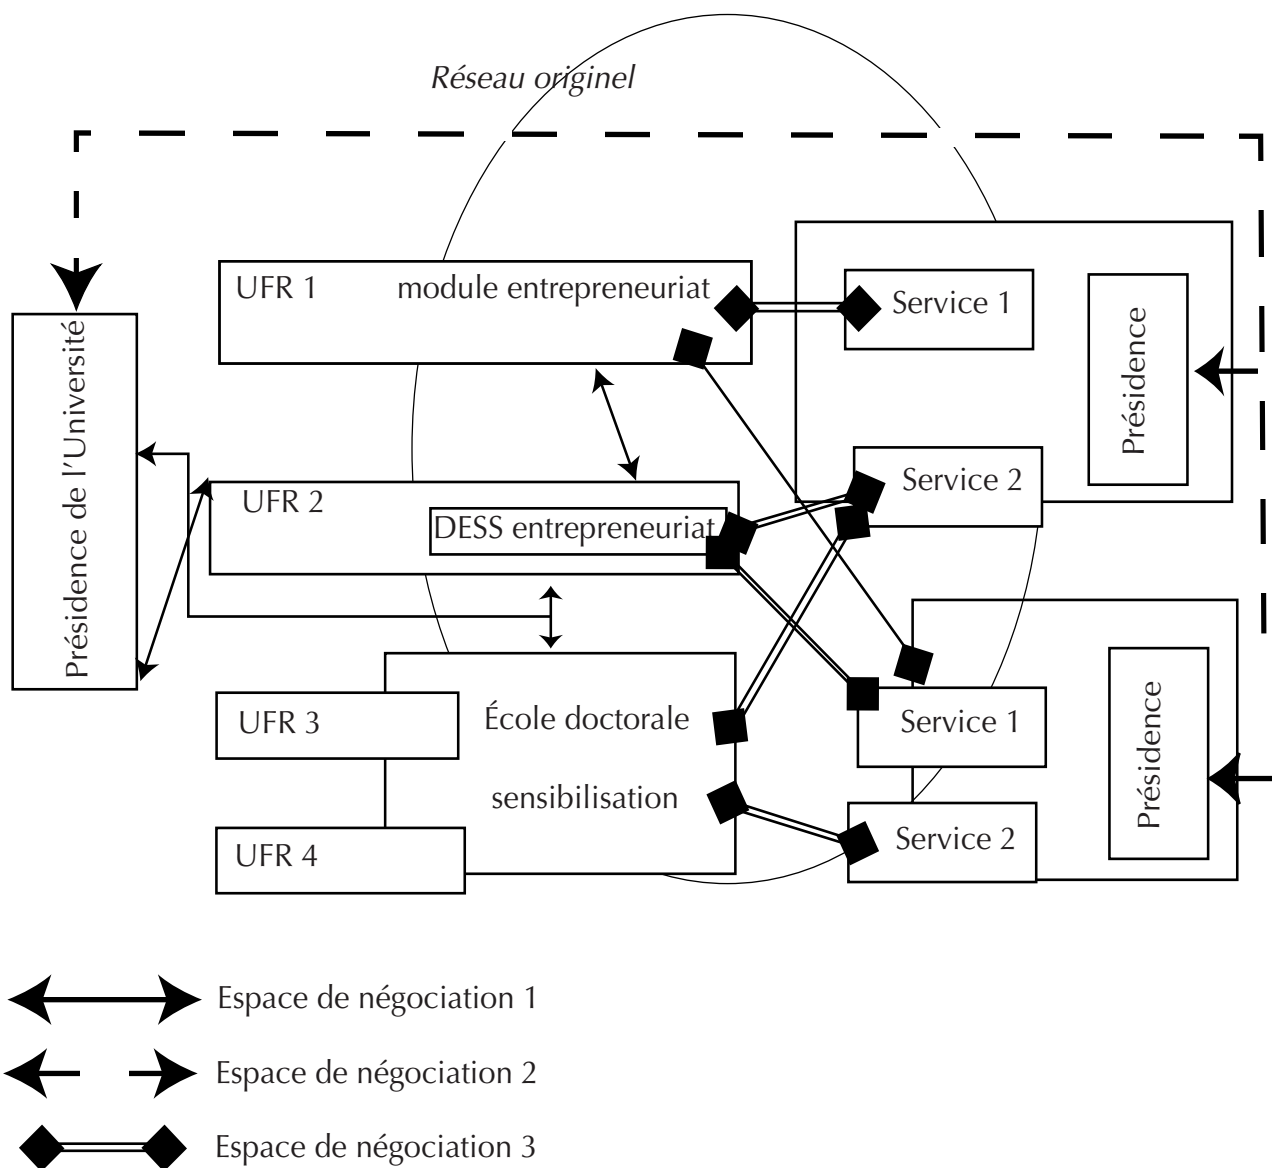 Réseau originel
UFR 1
module entrepreneuriat
Service 1
Présidence
Présidence de l'Université
UFR 2
DESS entrepreneuriat
Service 2
UFR 3
École doctorale
sensibilisation
UFR 4
Service 1
Présidence
Service 2
Espace de négociation 1
Espace de négociation 2
Espace de négociation 3